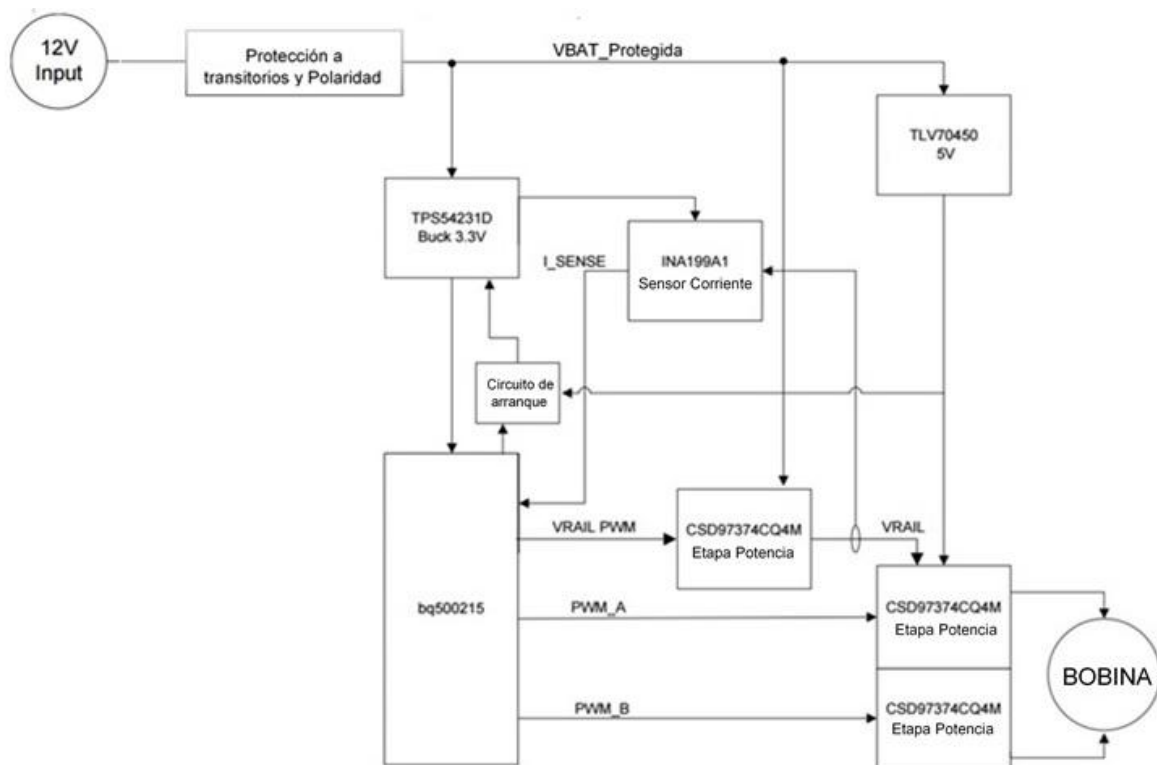 12V
Input
Protección a
transitorios y Polaridad
VBAT_Protegida
TLV70450
5V
TPS54231D
Buck 3.3V
I_SENSE
INA199A1
Sensor Corriente
Circuito de
arranque
VRAIL PWM
CSD97374CQ4M
Etapa Potencia
VRAIL
bq500215
PWM_A
CSD97374CQ4M
Etapa Potencia
BOBINA
PWM_B
CSD97374CQ4M
Etapa Potencia